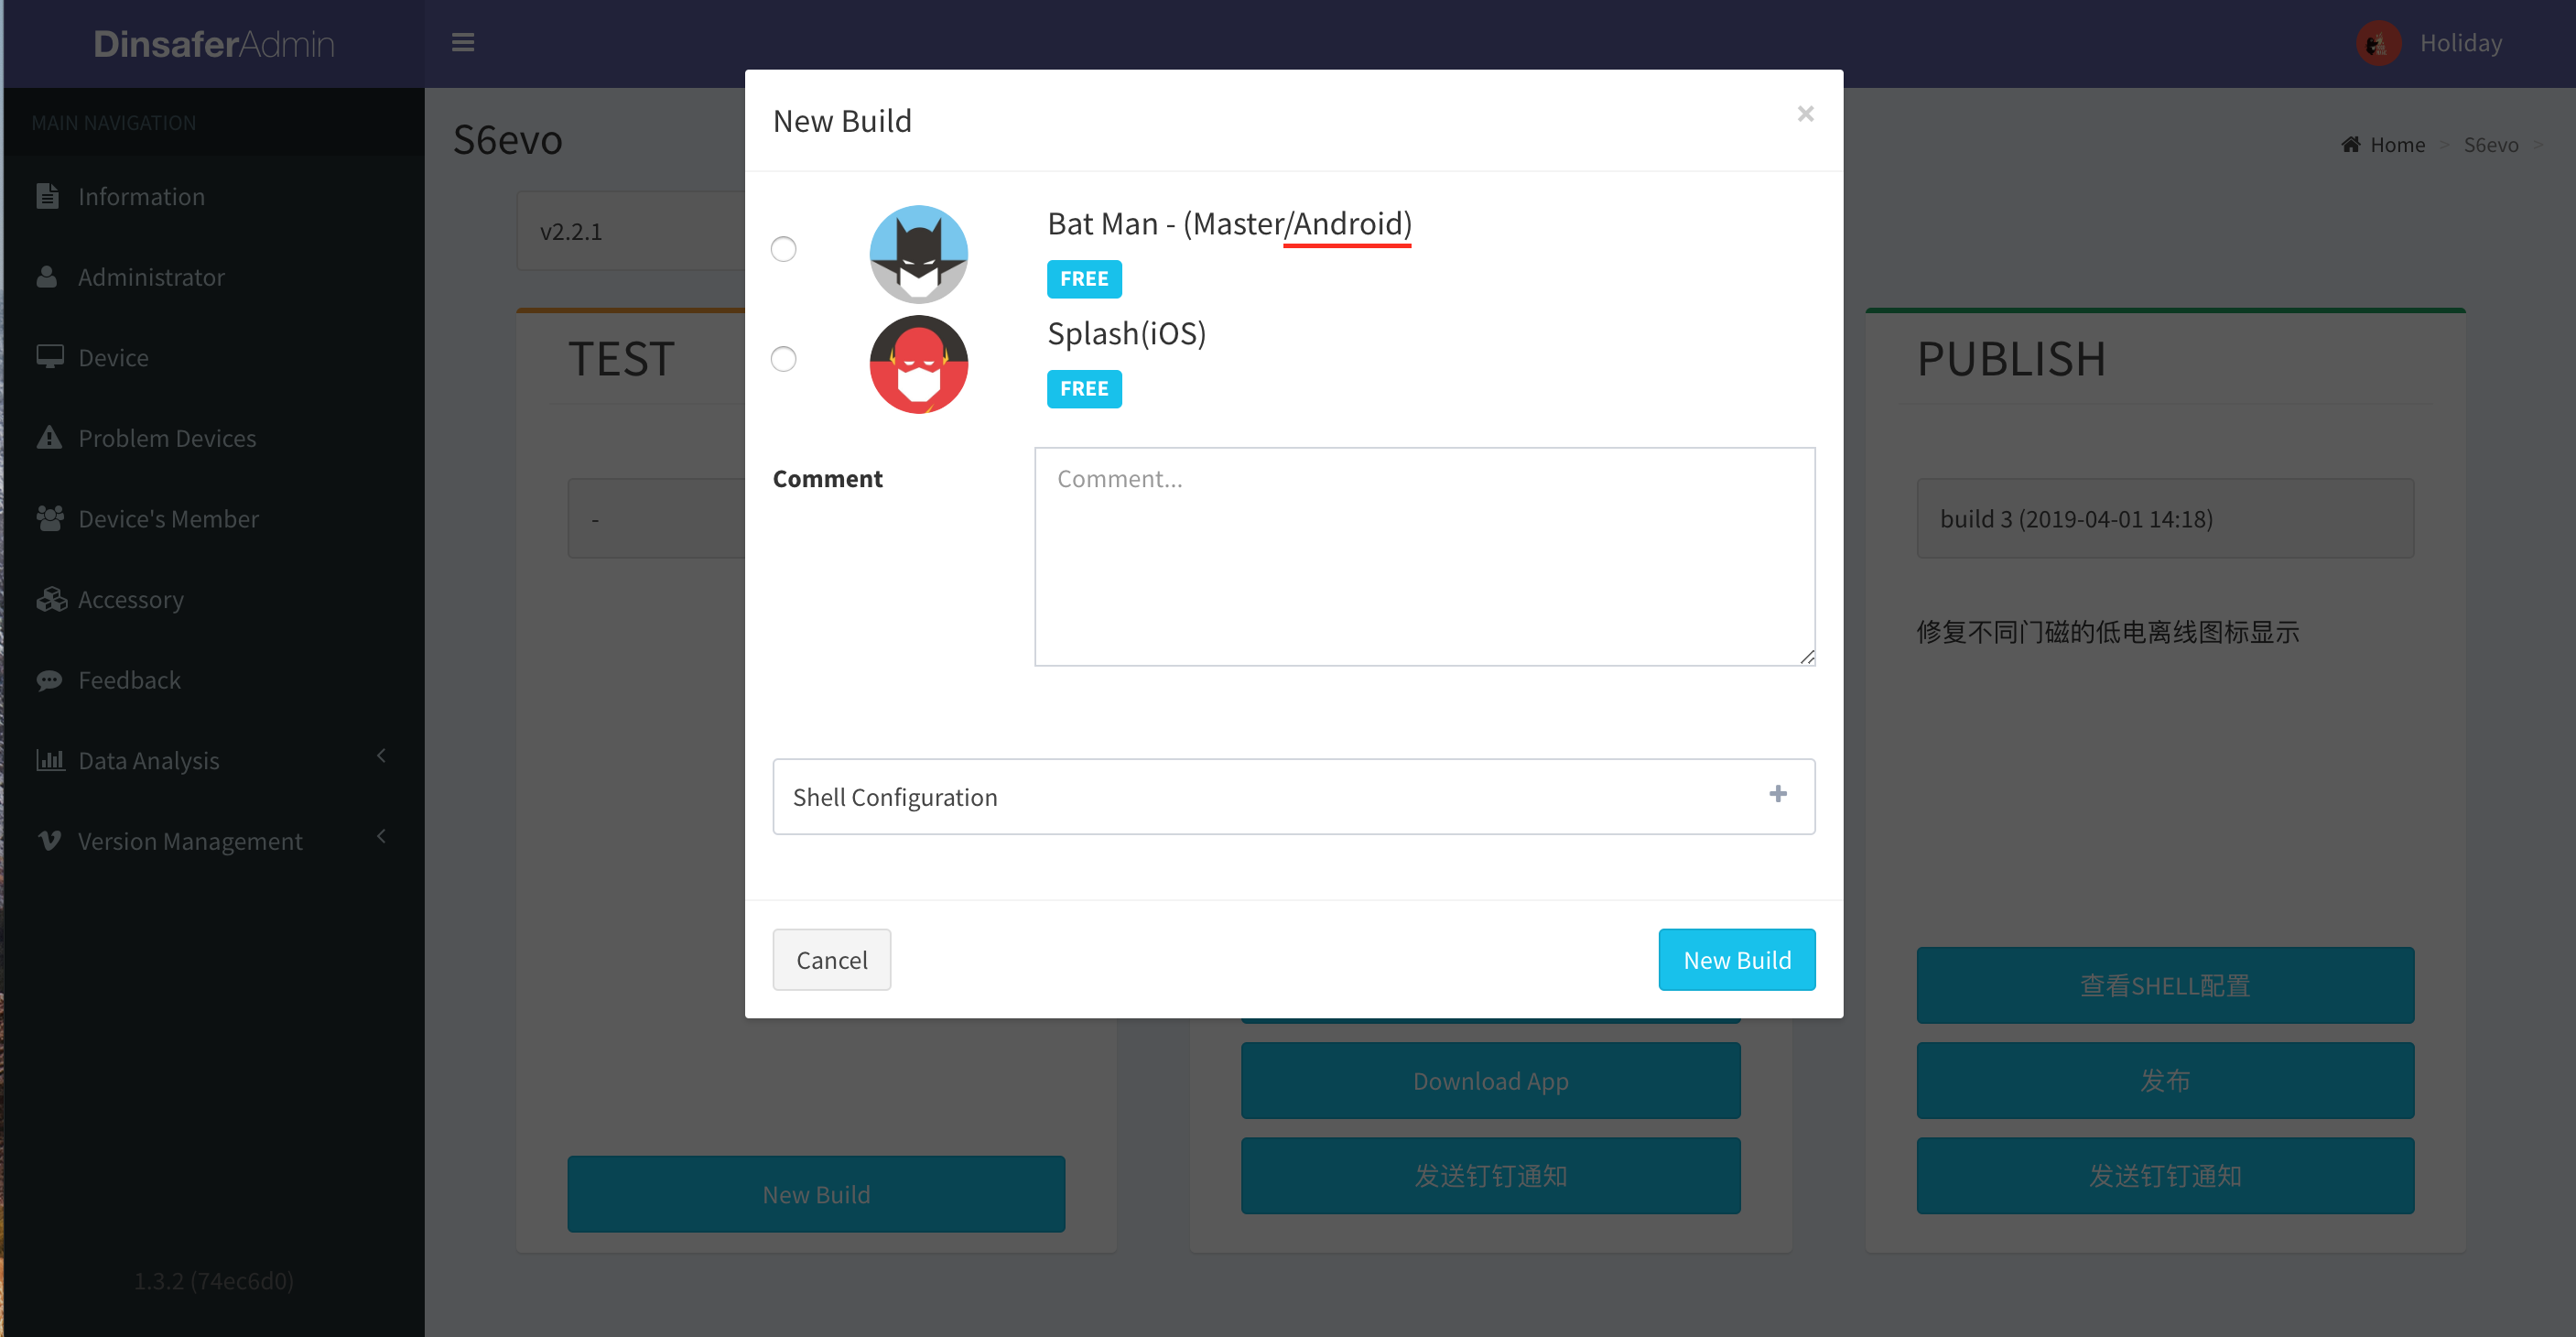 DinsaferAdmin
Holiday
MAIN NAVIGATION
Information
Administrator
Device
Problem Devices
Device's Member
Accessory
Feedback
Data Analysis
Version Management
1.3.2 (74ec6d0)
S6evo
Home > S6evo >
v2.2.1
TEST
-
New Build
New Build
×
Bat Man - (Master/Android)
FREE
Splash(iOS)
FREE
Comment
Comment...
Shell Configuration
Cancel
New Build
Download App
发送钉钉通知
PUBLISH
build 3 (2019-04-01 14:18)
修复不同门磁的低电离线图标显示
查看SHELL配置
发布
发送钉钉通知